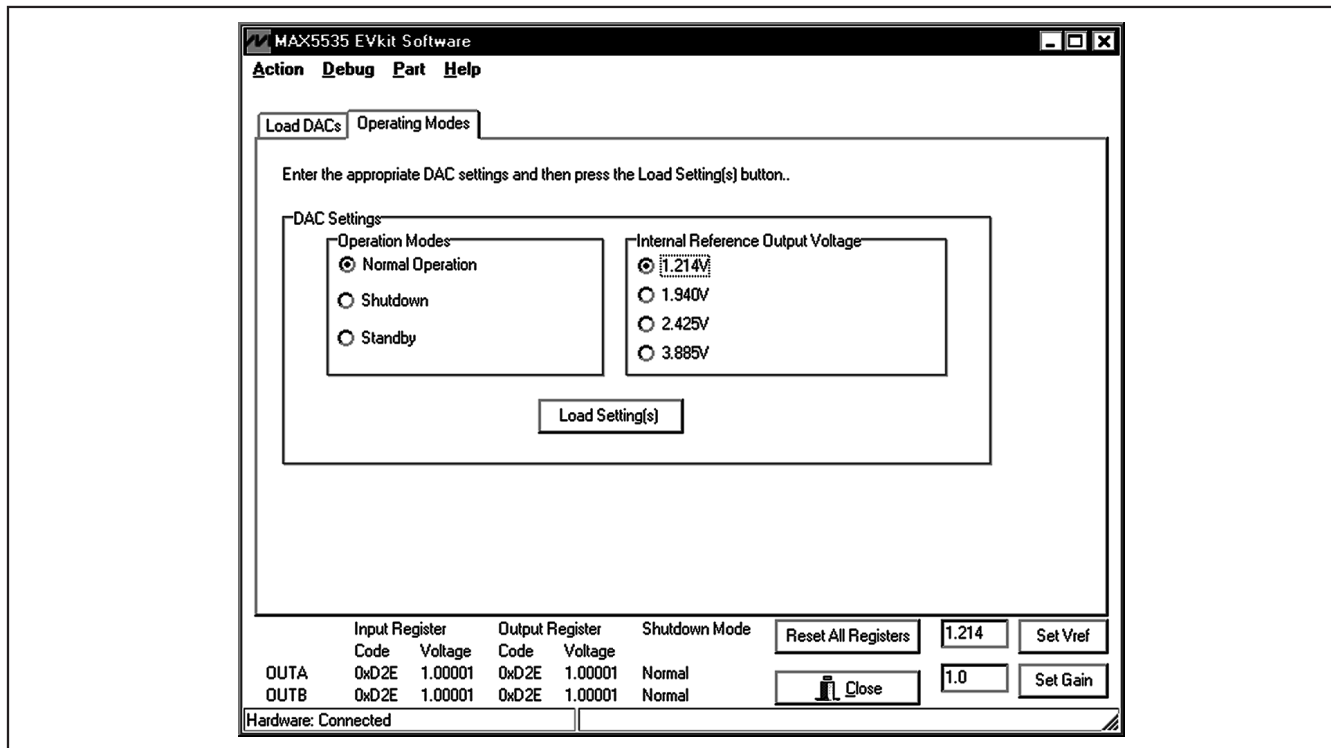 MAX5535 EVkit Software
Action Debug Part Help
Load DACs Operating Modes
Enter the appropriate DAC settings and then press the Load Setting(s) button..
DAC Settings
Operation Modes
Normal Operation
Shutdown
Standby
Internal Reference Output Voltage
1.214V
1.940V
2.425V
3.885V
Load Setting(s)
Input Register Output Register Shutdown Mode
Code Voltage Code Voltage
OUTA 0xD2E 1.00001 0xD2E 1.00001 Normal
OUTB 0xD2E 1.00001 0xD2E 1.00001 Normal
Reset All Registers 1.214 Set Vref
Close 1.0 Set Gain
Hardware: Connected